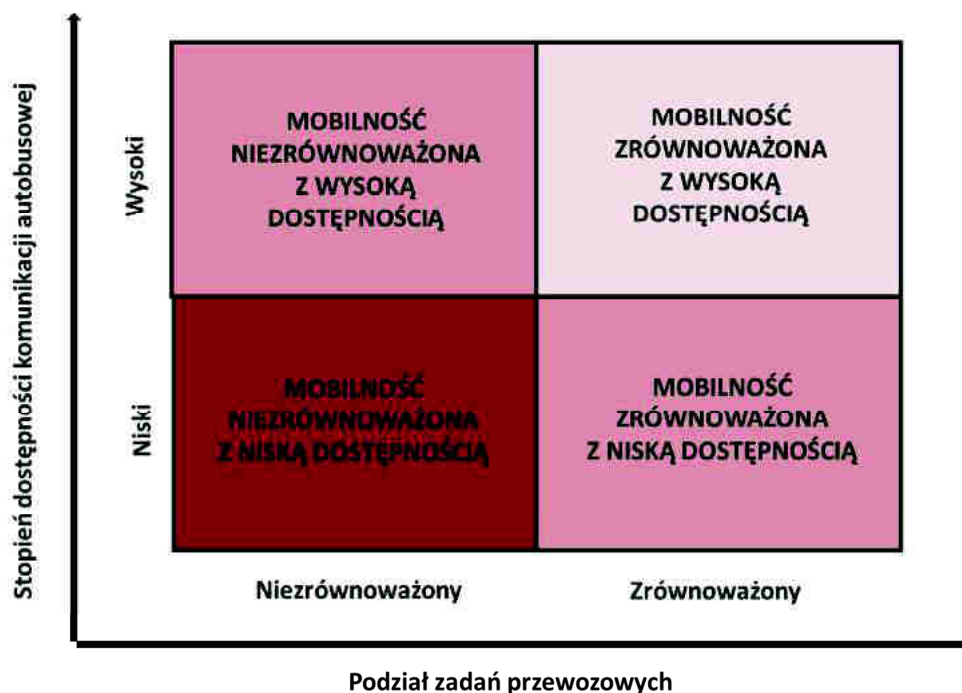 Stopień dostępności komunikacji autobusowej
Wysoki
MOBILNOŚĆ
NIEZRÓWNOWAŻONA
Z WYSOKĄ
DOSTĘPNOŚCIĄ
MOBILNOŚĆ
ZRÓWNOWAŻONA
Z WYSOKĄ
DOSTĘPNOŚCIĄ
Niski
MOBILNOŚĆ
NIEZRÓWNOWAŻONA
Z NISKĄ DOSTĘPNOŚCIĄ
MOBILNOŚĆ
ZRÓWNOWAŻONA
Z NISKĄ DOSTĘPNOŚCIĄ
Niezrównoważony
Zrównoważony
Podział zadań przewozowych